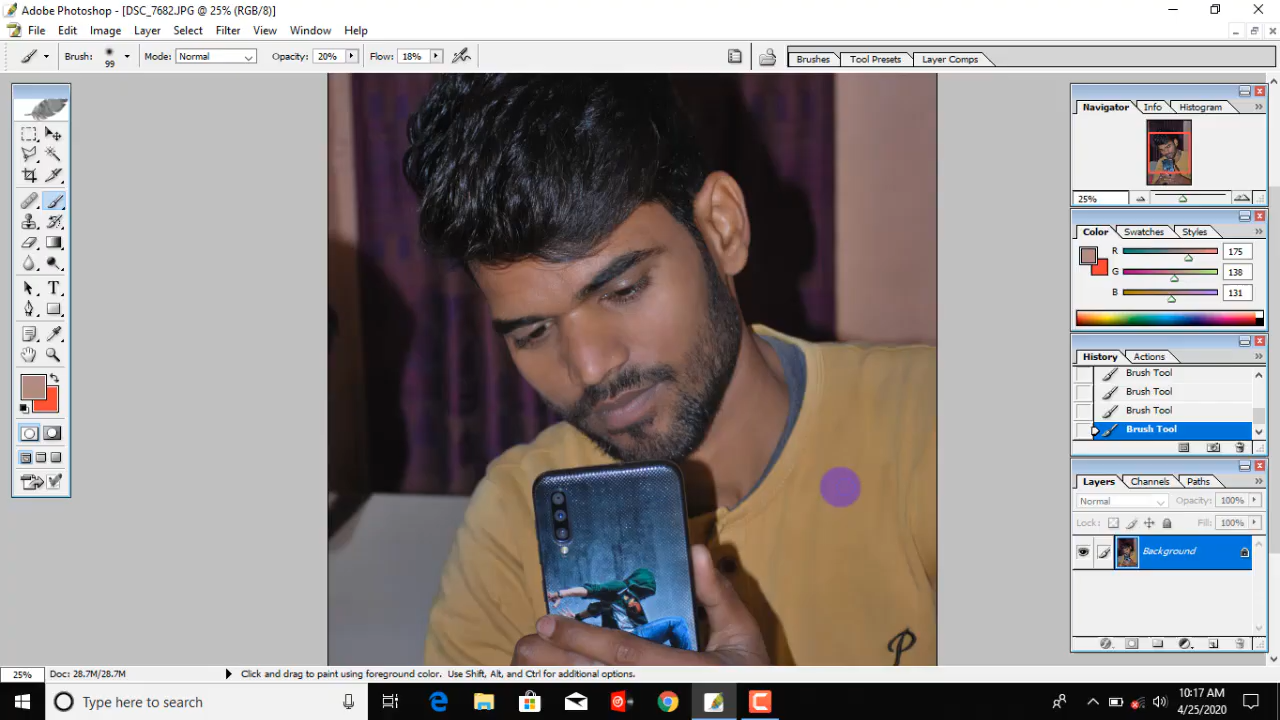 Adobe Photoshop - [DSC_7682.JPG @ 25% (RGB/8)]
File Edit Image Layer Select Filter View Window Help
Brush: 99 Mode: Normal Opacity: 20% Flow: 18% Brushes Tool Presets Layer Comps
Navigator Info Histogram
25%
Color Swatches Styles
R 175
G 138
B 131
History Actions
Brush Tool
Brush Tool
Brush Tool
Brush Tool
Layers Channels Paths
Normal Opacity: 100%
Lock: Fill: 100%
Background
25% Doc: 28.7M/28.7M Click and drag to paint using foreground color. Use Shift, Alt, and Ctrl for additional options.
Type here to search
10:17 AM
4/25/2020